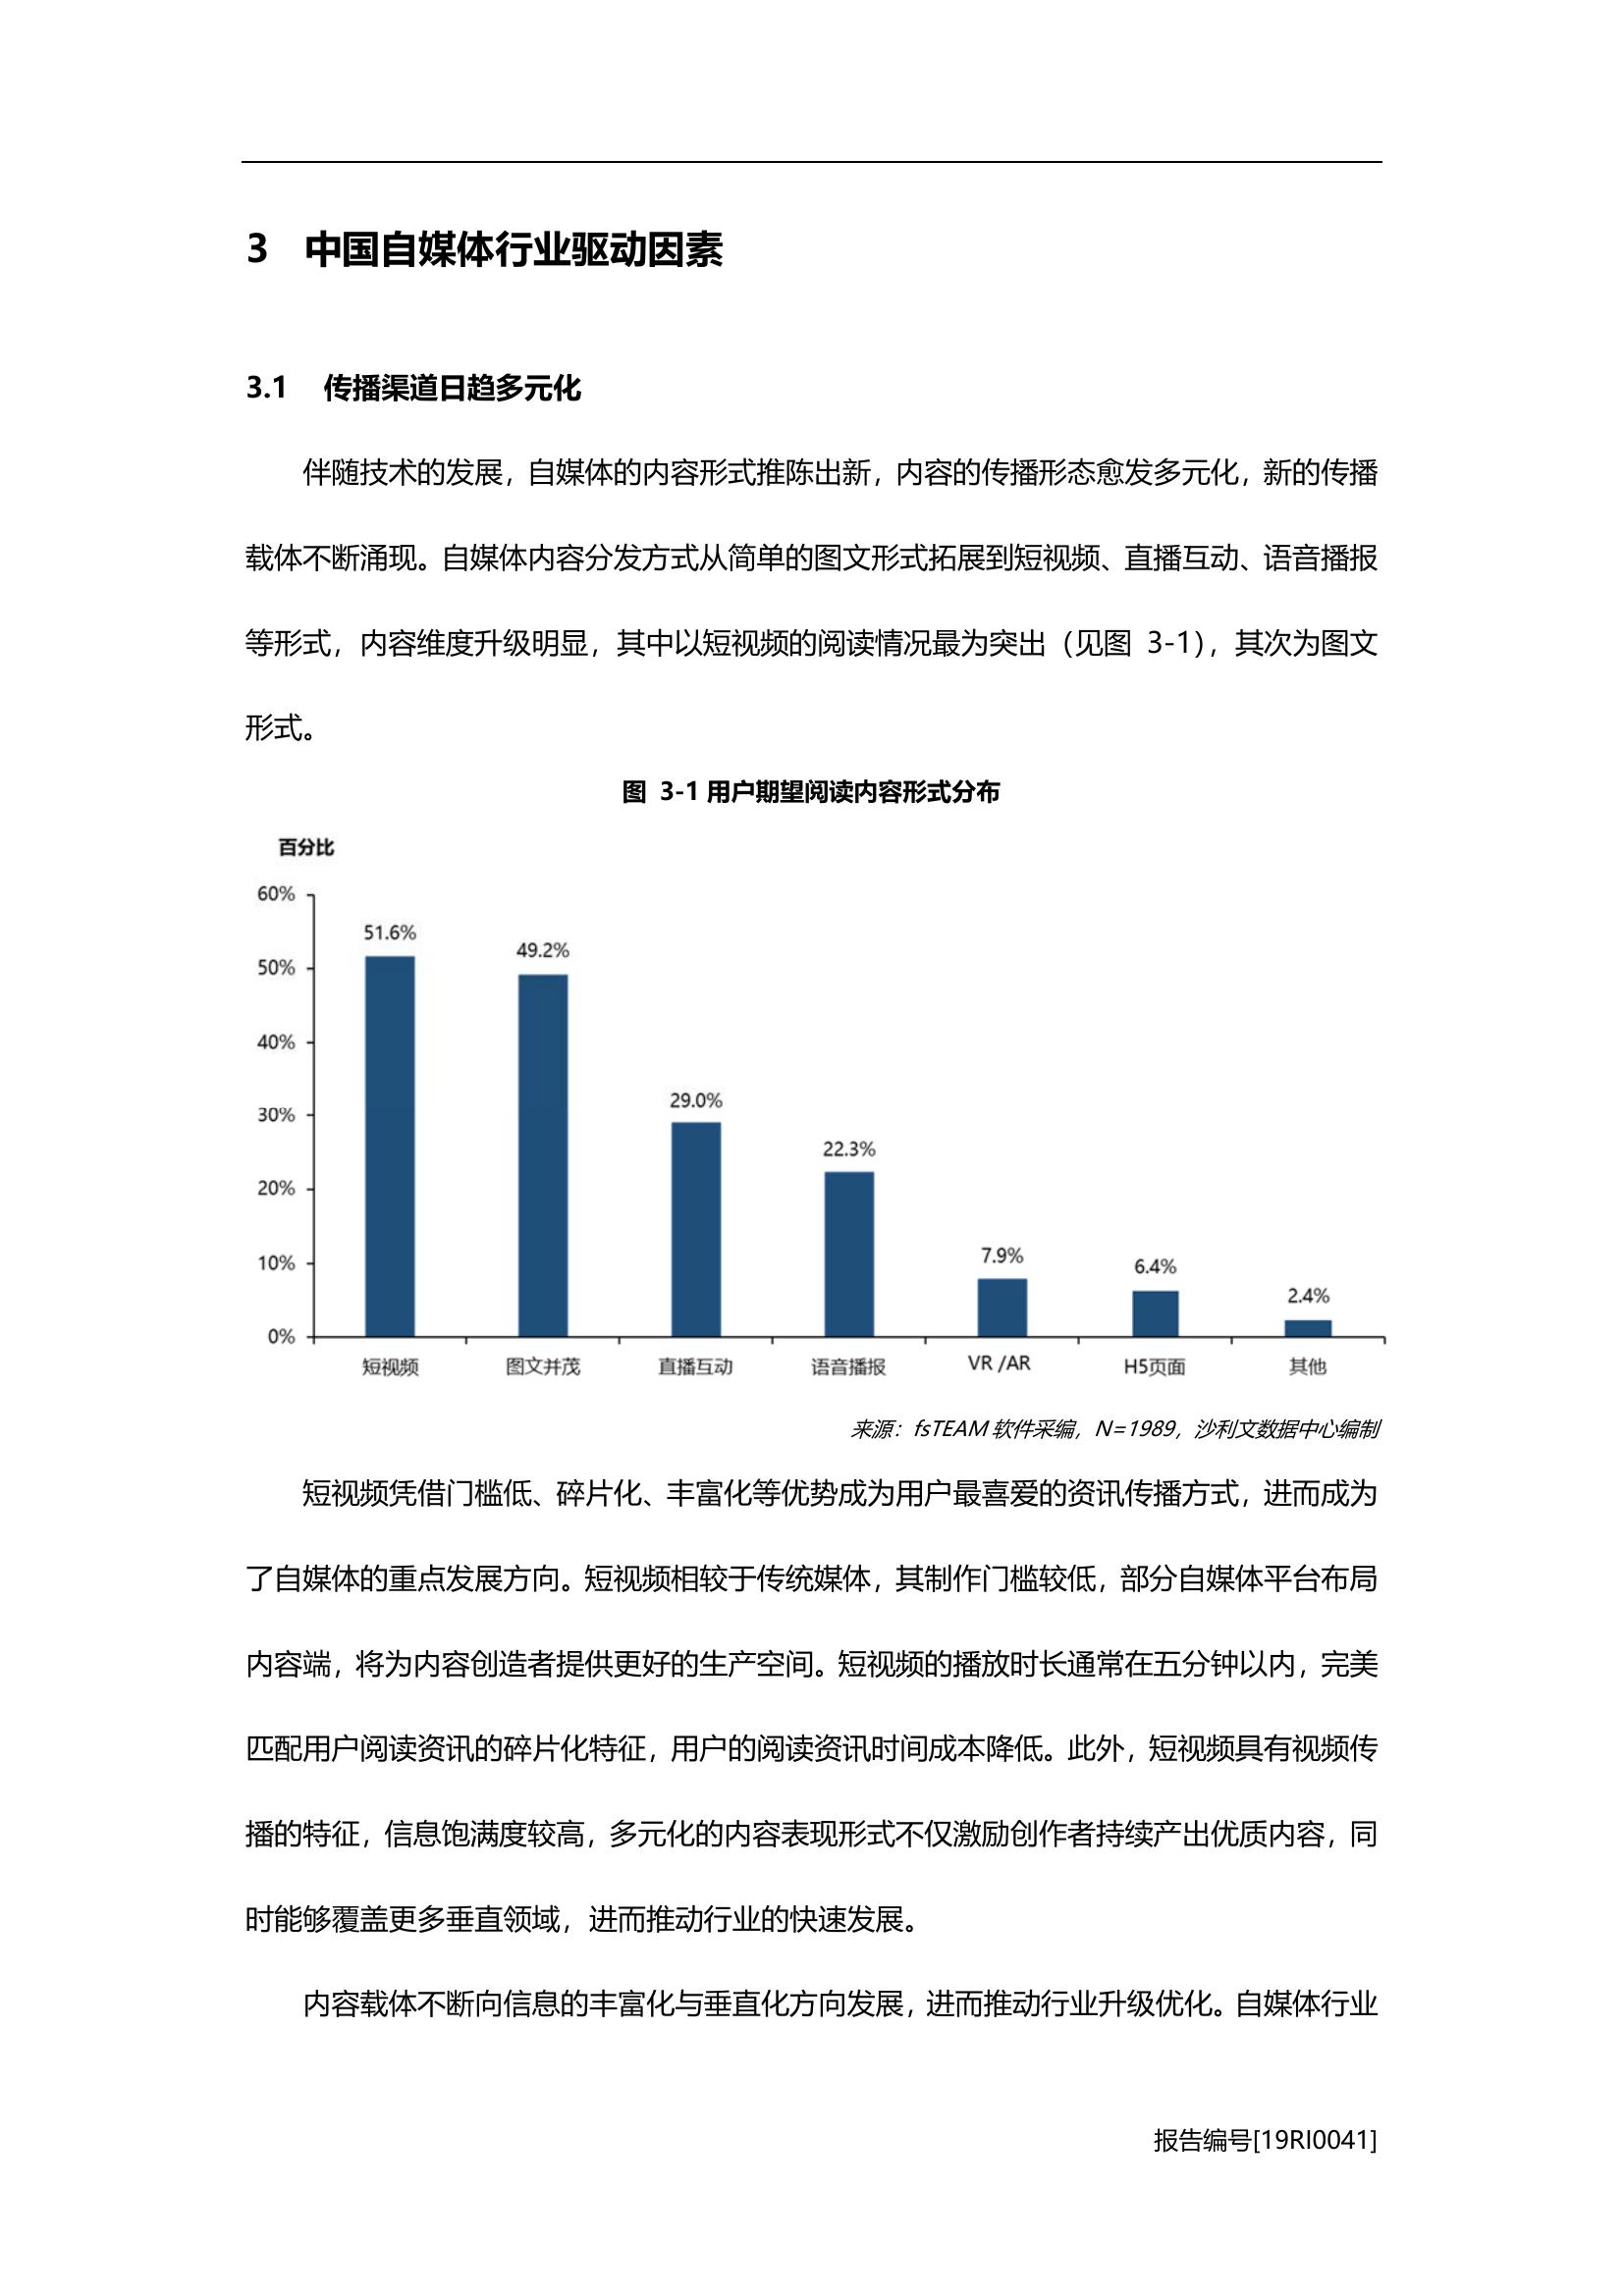 3 中国自媒体行业驱动因素
3.1 传播渠道日趋多元化
伴随技术的发展，自媒体的内容形式推陈出新，内容的传播形态愈发多元化，新的传播
载体不断涌现。自媒体内容分发方式从简单的图文形式拓展到短视频、直播互动、语音播报
等形式，内容维度升级明显，其中以短视频的阅读情况最为突出（见图 3-1），其次为图文
形式。
图 3-1 用户期望阅读内容形式分布
百分比
60%
50%
40%
30%
20%
10%
0%
51.6%
49.2%
29.0%
22.3%
7.9%
6.4%
2.4%
短视频
图文并茂
直播互动
语音播报
VR /AR
H5页面
其他
来源：fsTEAM 软件采编，N=1989，沙利文数据中心编制
短视频凭借门槛低、碎片化、丰富化等优势成为用户最喜爱的资讯传播方式，进而成为
了自媒体的重点发展方向。短视频相较于传统媒体，其制作门槛较低，部分自媒体平台布局
内容端，将为内容创造者提供更好的生产空间。短视频的播放时长通常在五分钟以内，完美
匹配用户阅读资讯的碎片化特征，用户的阅读资讯时间成本降低。此外，短视频具有视频传
播的特征，信息饱满度较高，多元化的内容表现形式不仅激励创作者持续产出优质内容，同
时能够覆盖更多垂直领域，进而推动行业的快速发展。
内容载体不断向信息的丰富化与垂直化方向发展，进而推动行业升级优化。自媒体行业
报告编号[19RI0041]